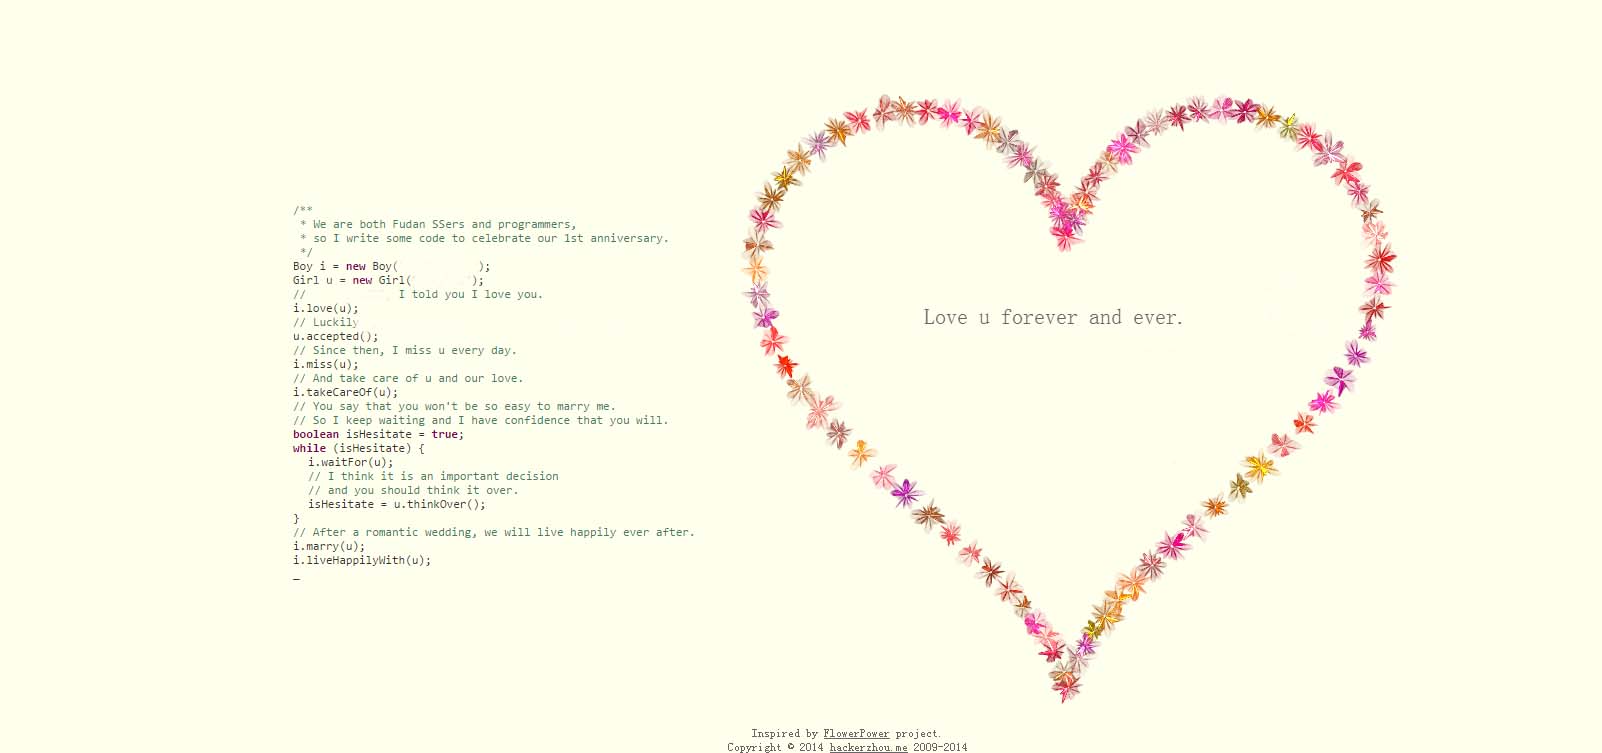 /**
 * We are both Fudan SSers and programmers,
 * so I write some code to celebrate our 1st anniversary.
 */
Boy i = new Boy( );
Girl u = new Girl( );
// I told you I love you.
i.love(u);
// Luckily
u.accepted();
// Since then, I miss u every day.
i.miss(u);
// And take care of u and our love.
i.takeCareOf(u);
// You say that you won't be so easy to marry me.
// So I keep waiting and I have confidence that you will.
boolean isHesitate = true;
while (isHesitate) {
  i.waitFor(u);
  // I think it is an important decision
  // and you should think it over.
  isHesitate = u.thinkOver();
}
// After a romantic wedding, we will live happily ever after.
i.marry(u);
i.liveHappilyWith(u);
_
Love u forever and ever.
Inspired by FlowerPower project.
Copyright © 2014 hackerzhou.me 2009-2014